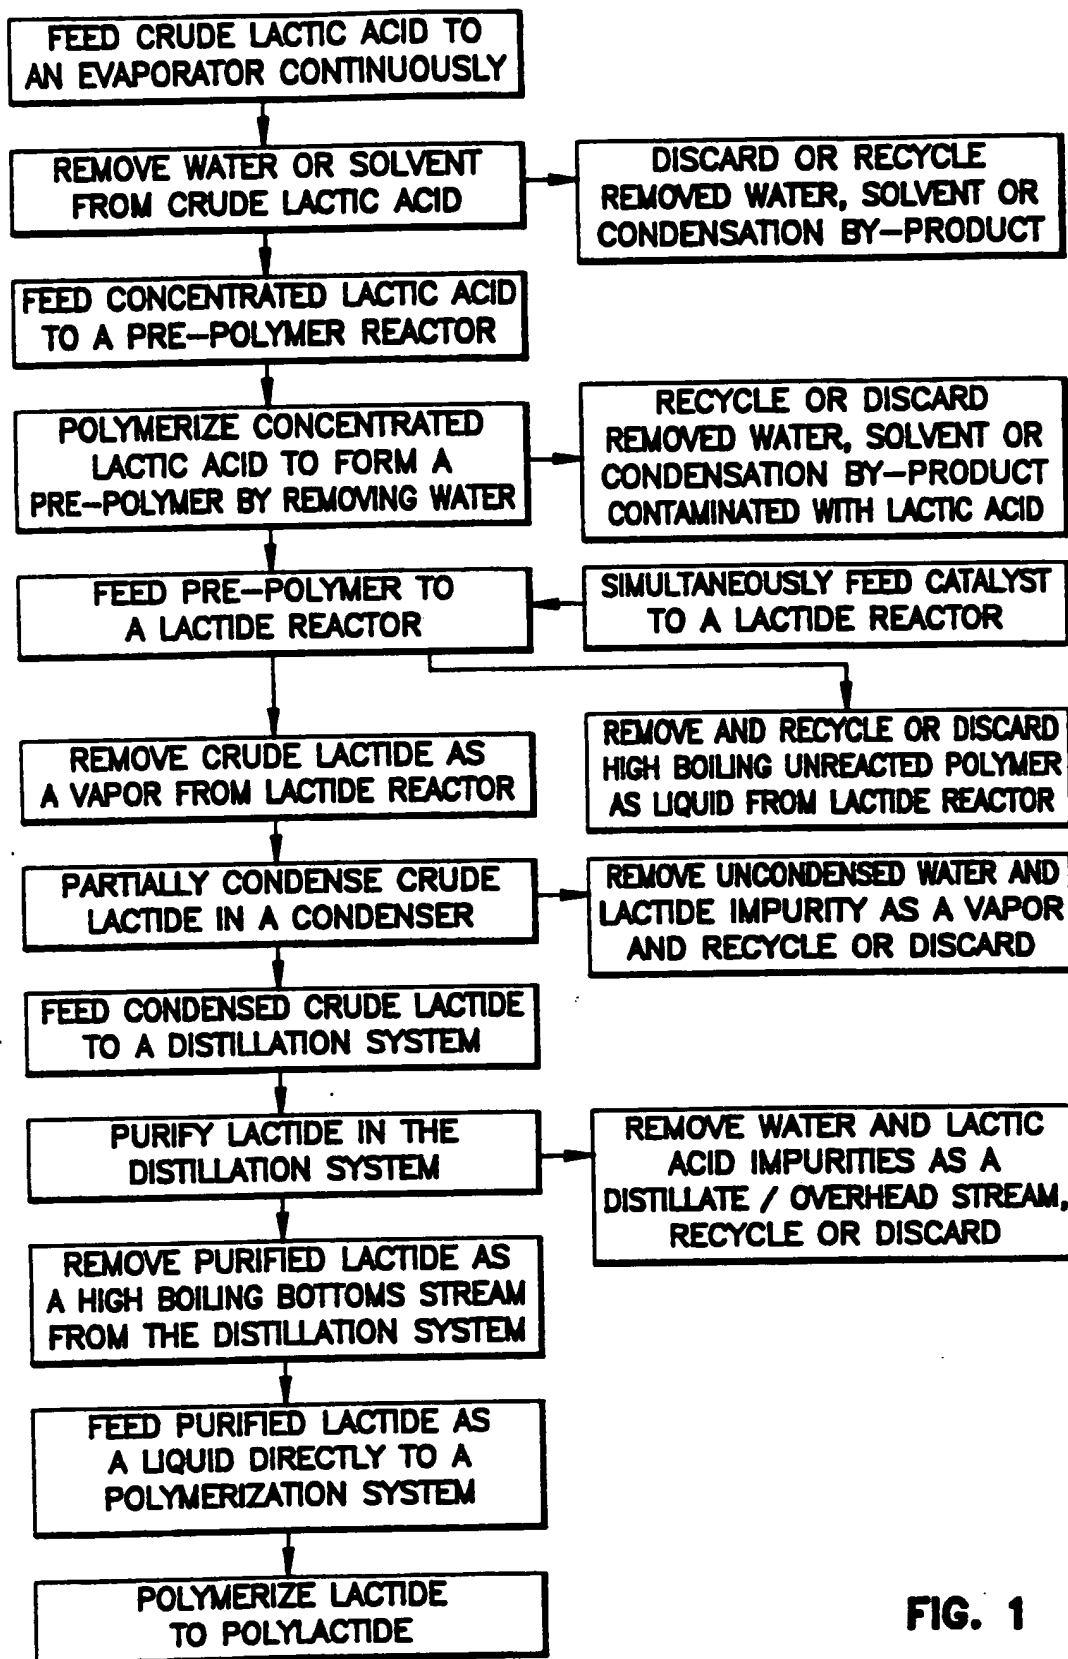 FEED CRUDE LACTIC ACID TO
AN EVAPORATOR CONTINUOUSLY
REMOVE WATER OR SOLVENT
FROM CRUDE LACTIC ACID
DISCARD OR RECYCLE
REMOVED WATER, SOLVENT OR
CONDENSATION BY-PRODUCT
FEED CONCENTRATED LACTIC ACID
TO A PRE-POLYMER REACTOR
POLYMERIZE CONCENTRATED
LACTIC ACID TO FORM A
PRE-POLYMER BY REMOVING WATER
RECYCLE OR DISCARD
REMOVED WATER, SOLVENT OR
CONDENSATION BY-PRODUCT
CONTAMINATED WITH LACTIC ACID
FEED PRE-POLYMER TO
A LACTIDE REACTOR
SIMULTANEOUSLY FEED CATALYST
TO A LACTIDE REACTOR
REMOVE AND RECYCLE OR DISCARD
HIGH BOILING UNREACTED POLYMER
AS LIQUID FROM LACTIDE REACTOR
REMOVE CRUDE LACTIDE AS
A VAPOR FROM LACTIDE REACTOR
PARTIALLY CONDENSE CRUDE
LACTIDE IN A CONDENSER
REMOVE UNCONDENSED WATER AND
LACTIDE IMPURITY AS A VAPOR
AND RECYCLE OR DISCARD
FEED CONDENSED CRUDE LACTIDE
TO A DISTILLATION SYSTEM
PURIFY LACTIDE IN THE
DISTILLATION SYSTEM
REMOVE WATER AND LACTIC
ACID IMPURITIES AS A
DISTILLATE / OVERHEAD STREAM,
RECYCLE OR DISCARD
REMOVE PURIFIED LACTIDE AS
A HIGH BOILING BOTTOMS STREAM
FROM THE DISTILLATION SYSTEM
FEED PURIFIED LACTIDE AS
A LIQUID DIRECTLY TO A
POLYMERIZATION SYSTEM
POLYMERIZE LACTIDE
TO POLYLACTIDE
FIG. 1